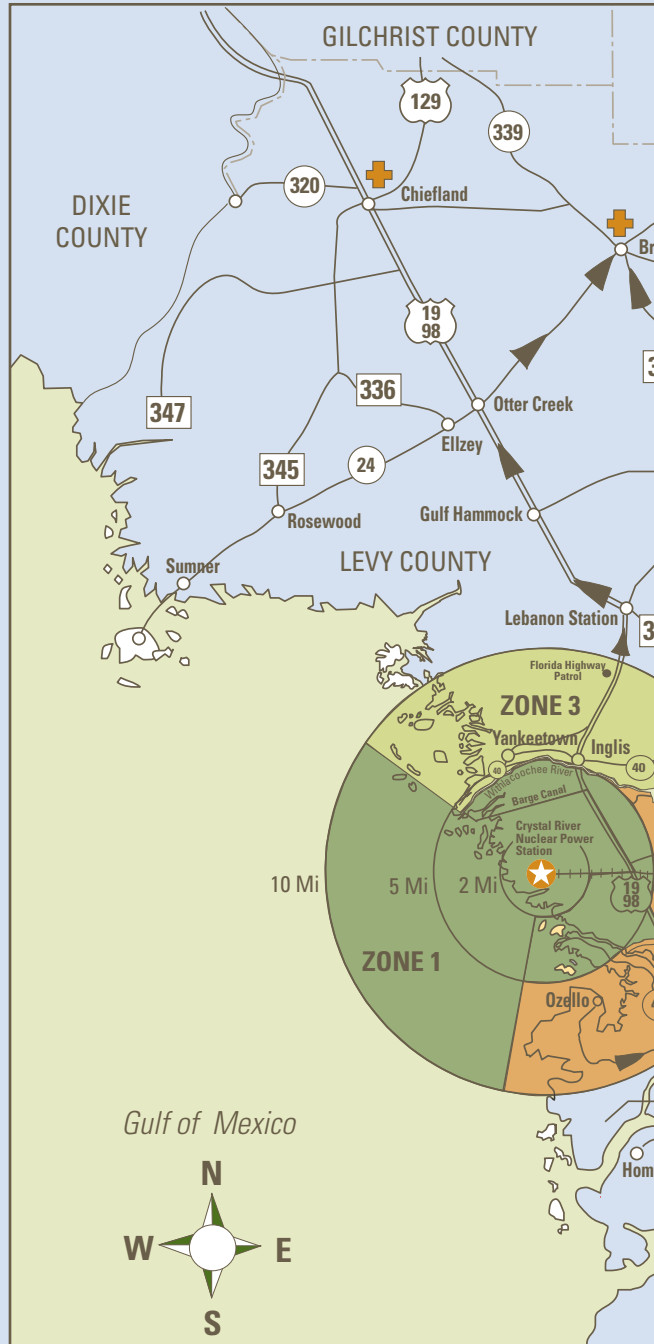 GILCHRIST COUNTY
129
339
320
Chiefland
DIXIE
COUNTY
Br
19
98
336
347
Otter Creek
Ellzey
24
345
Rosewood
Gulf Hammock
Sumner
LEVY COUNTY
Lebanon Station
3
Florida Highway
Patrol
ZONE 3
Yankeetown
Inglis
40
40
Withlacoochee River
Barge Canal
Crystal River
Nuclear Power
Station
10 Mi
5 Mi
2 Mi
19
98
ZONE 1
Ozello
Gulf of Mexico
Hom
N
W
E
S